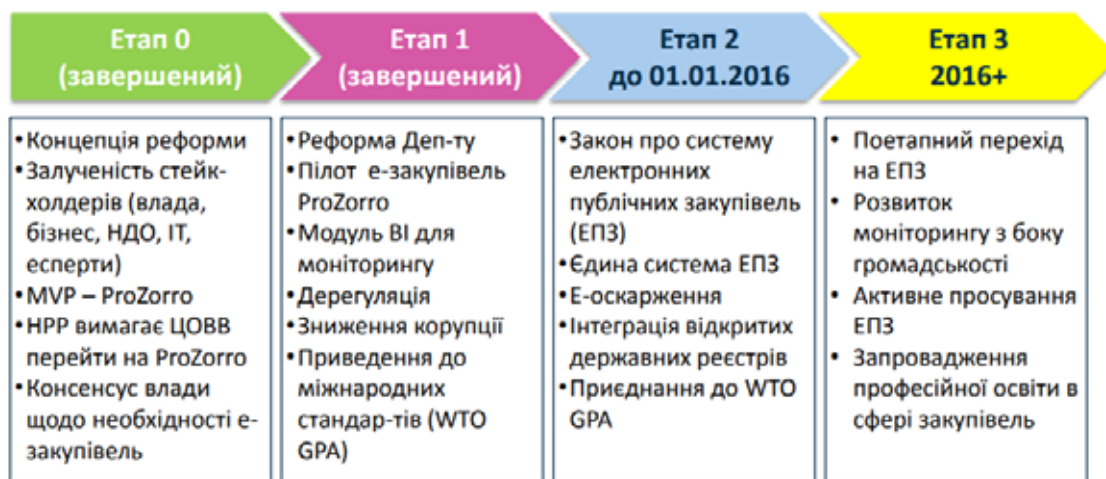 Етап 0
(завершений)
•Концепція реформи
•Залученість стейк-
холдерів (влада,
бізнес, НДО, ІТ,
есперти)
•MVP – ProZorro
•НРР вимагає ЦОВВ
перейти на ProZorro
•Консенсус влади
щодо необхідності е-
закупівель
Етап 1
(завершений)
•Реформа Деп-ту
•Пілот е-закупівель
ProZorro
•Модуль BI для
моніторингу
•Дерегуляція
•Зниження корупції
•Приведення до
міжнародних
стандар-тів (WTO
GPA)
Етап 2
до 01.01.2016
•Закон про систему
електронних
публічних закупівель
(ЕПЗ)
•Єдина система ЕПЗ
•Е-оскарження
•Інтеграція відкритих
державних реєстрів
•Приєднання до WTO
GPA
Етап 3
2016+
• Поетапний перехід
на ЕПЗ
• Розвиток
моніторингу з боку
громадськості
• Активне просування
ЕПЗ
• Запровадження
професійної освіти в
сфері закупівель